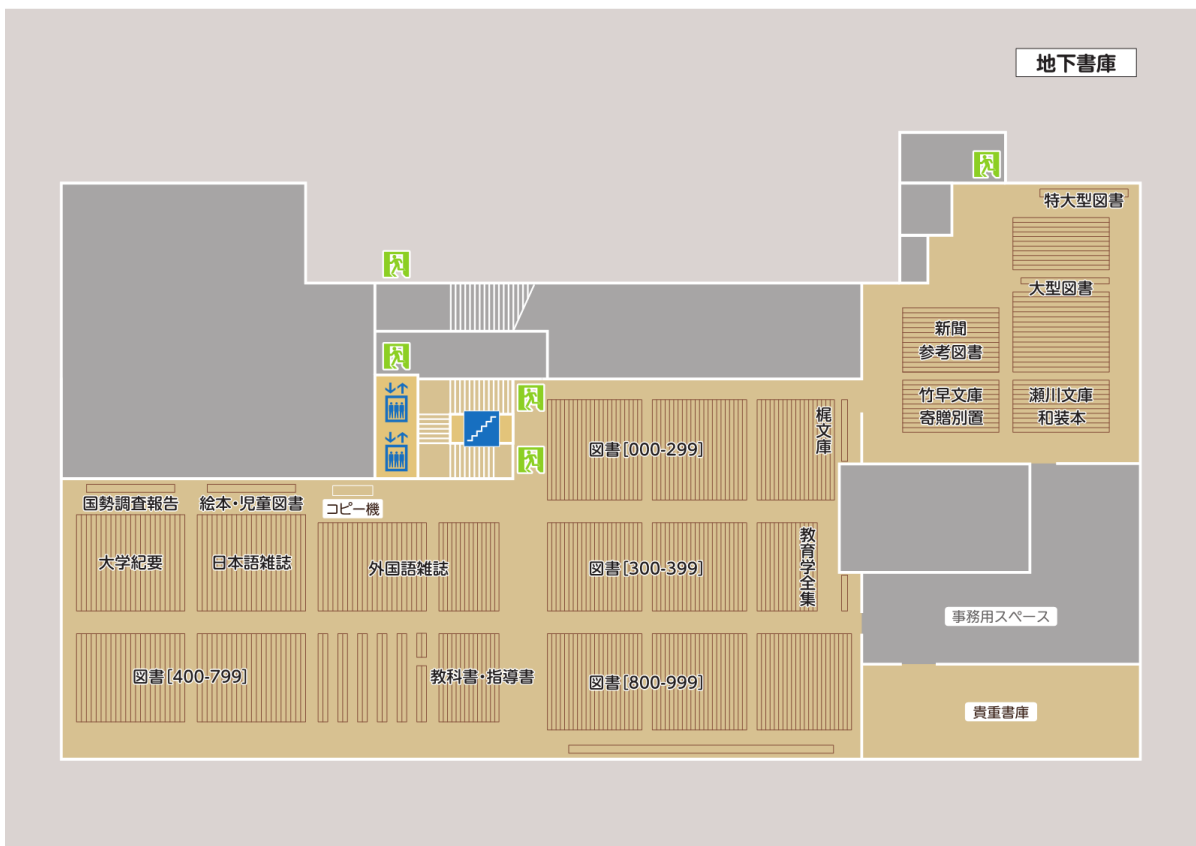 地下書庫
特大型図書
大型図書
新聞
参考図書
竹早文庫
寄贈別置
瀬川文庫
和装本
梶文庫
図書[000-299]
国勢調査報告
絵本・児童図書
コピー機
大学紀要
日本語雑誌
外国語雑誌
図書[300-399]
教育学全集
事務用スペース
図書[400-799]
教科書・指導書
図書[800-999]
貴重書庫